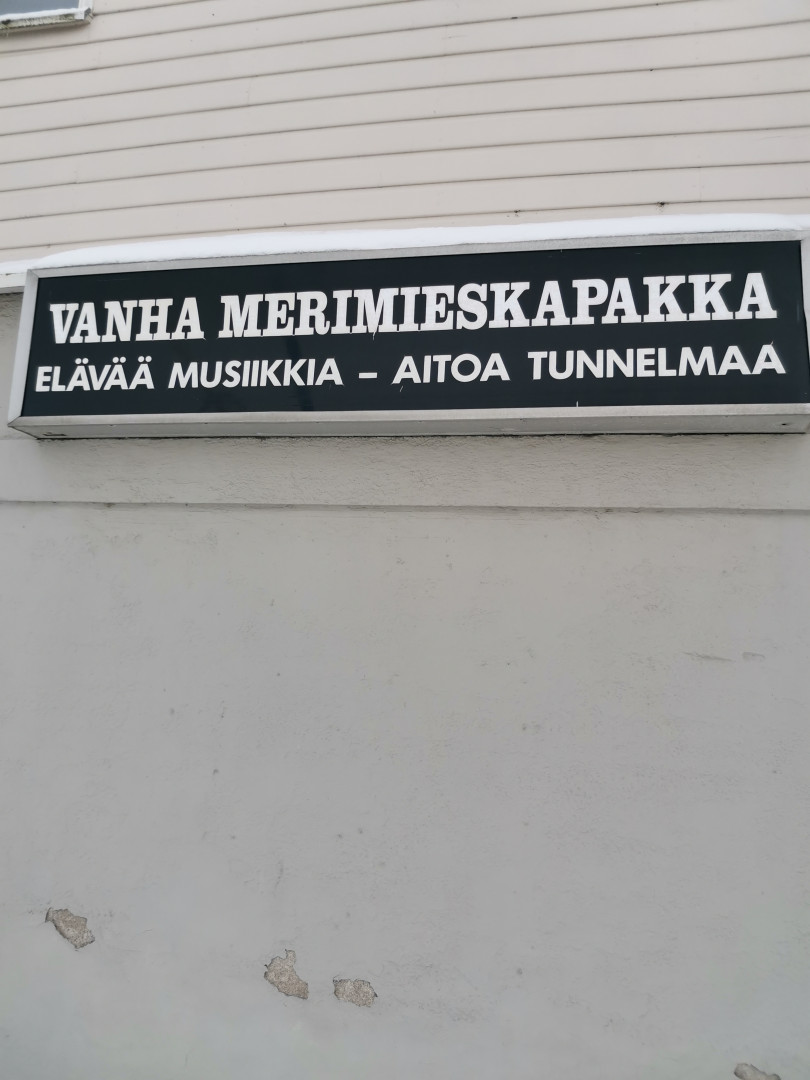 VANHA MERIMIESKAPAKKA
ELÄVÄÄ MUSIIKKIA – AITOA TUNNELMAA